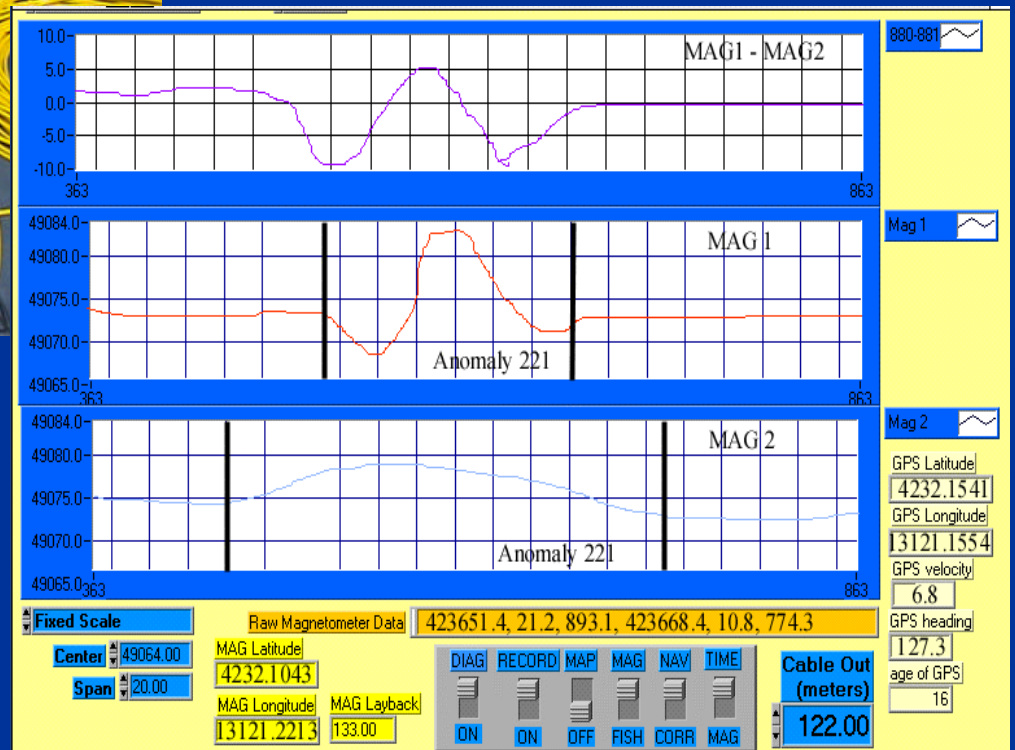 10.0
880-881
MAG1 - MAG2
5.0
0.0
-5.0
-10.0
363
863
49084.0
Mag 1
MAG 1
49080.0
49075.0
49070.0
Anomaly 221
49065.0
363
863
49084.0
Mag 2
MAG 2
49080.0
GPS Latitude
4232.1541
49075.0
GPS Longitude
13121.1554
49070.0
Anomaly 221
GPS velocity
49065.0
363
863
6.8
Fixed Scale
Raw Magnetometer Data
423651.4, 21.2, 893.1, 423668.4, 10.8, 774.3
GPS heading
127.3
Center
49064.00
MAG Latitude
4232.1043
DIAG RECORD MAP MAG NAV TIME
Cable Out
(meters)
age of GPS
16
Span
20.00
MAG Longitude
MAG Layback
13121.2213
133.00
ON ON OFF FISH CORR MAG
122.00